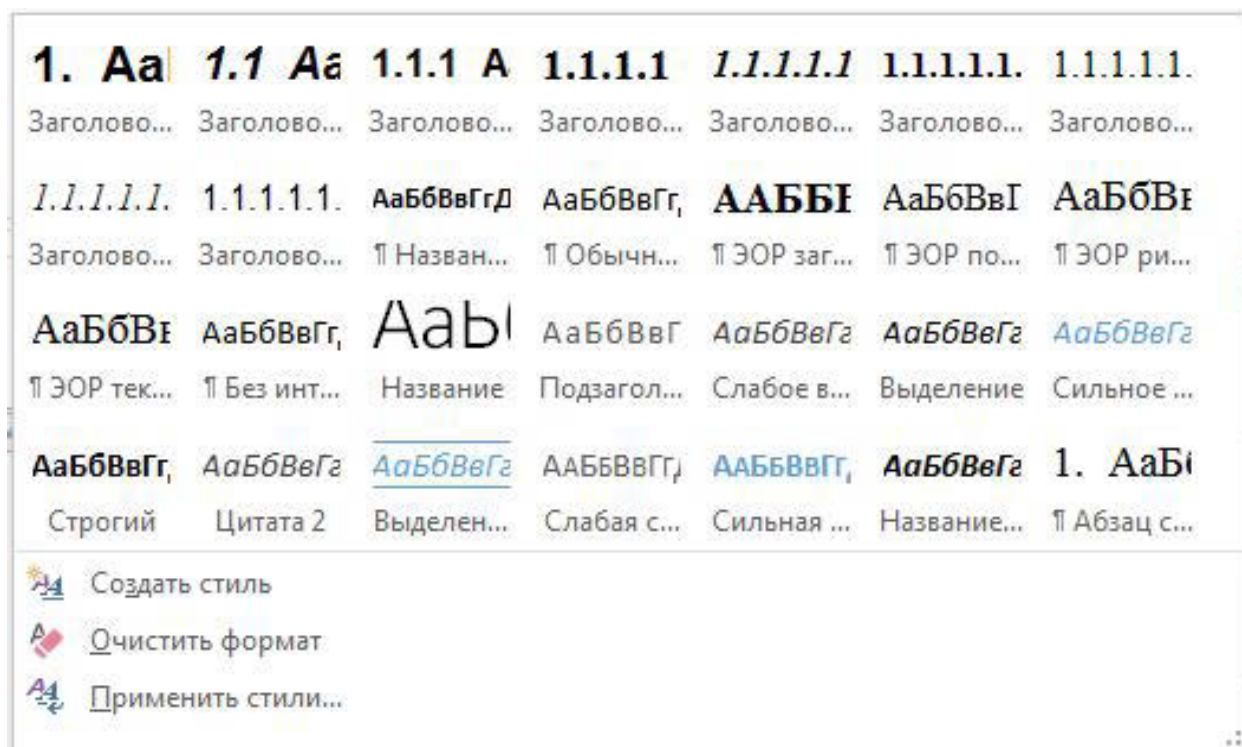 1. Аа 1.1 Аа 1.1.1 А 1.1.1.1 1.1.1.1.1 1.1.1.1.1. 1.1.1.1.1.
Заголово... Заголово... Заголово... Заголово... Заголово... Заголово... Заголово...
1.1.1.1.1. 1.1.1.1.1. АаБбВвГгД АаБбВвГг, ААББВ АаБбВвГ АаБбВв
Заголово... Заголово... ¶ Назван... ¶ Обычн... ¶ ЭОР заг... ¶ ЭОР по... ¶ ЭОР ри...
АаБбВв АаБбВвГг, АаБ АаБбВвГ АаБбВвГг АаБбВвГг АаБбВвГг
¶ ЭОР тек... ¶ Без инт... Название Подзагол... Слабое в... Выделение Сильное ...
АаБбВвГг, АаБбВвГг АаБбВвГг ААББВВГГ, ААББВВГГ, АаБбВвГг 1. АаБб
Строгий Цитата 2 Выделен... Слабая с... Сильная ... Название... ¶ Абзац с...
Создать стиль
Очистить формат
Применить стили...